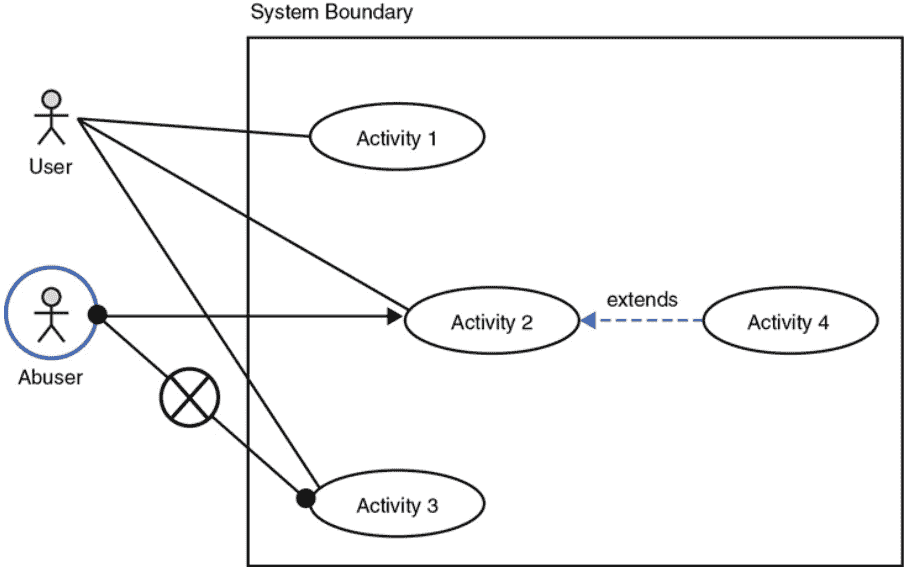 System Boundary
User
Activity 1
Abuser
Activity 2
extends
Activity 4
Activity 3